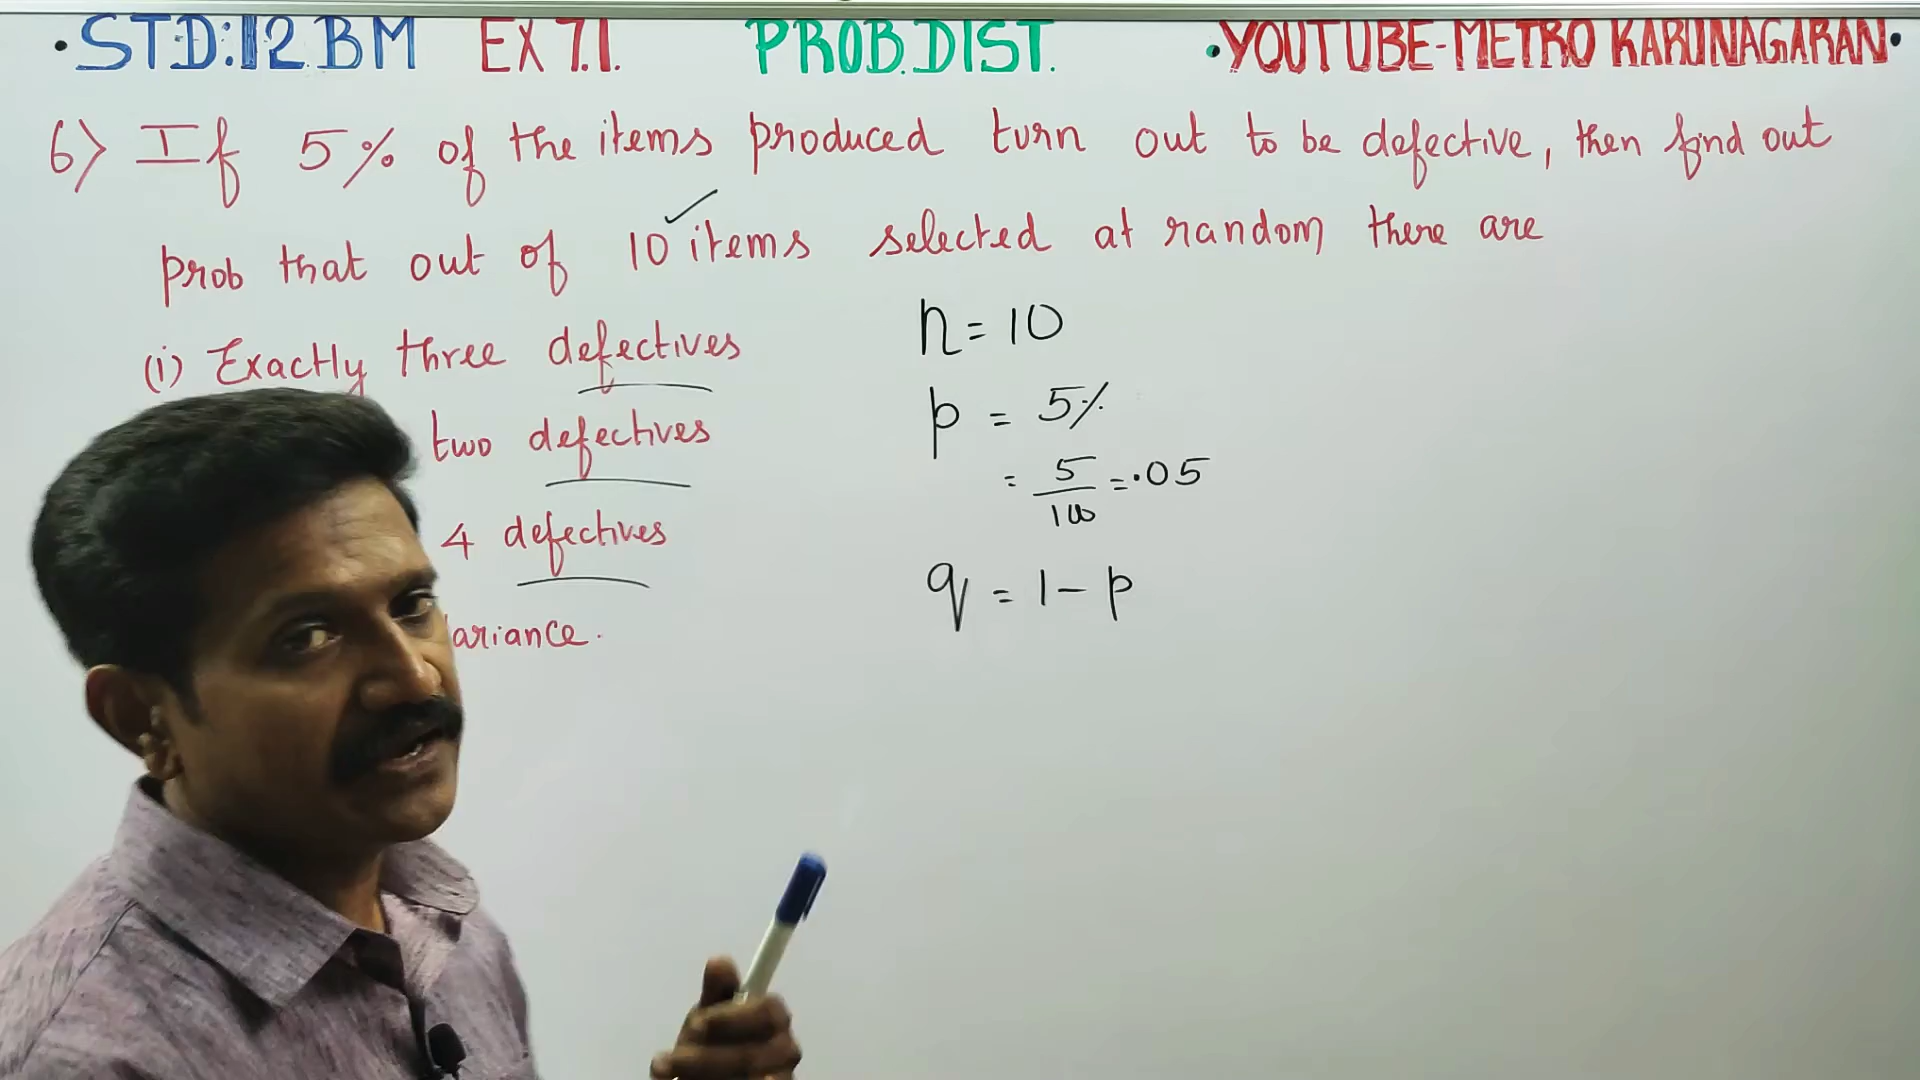 •STD:12 BM EX 7.1. PROB.DIST. •YOUTUBE-METRO KARUNAGARAN•
6) If 5% of the items produced turn out to be defective, then find out
prob that out of 10 items selected at random there are
(i) Exactly three defectives
two defectives
4 defectives
ariance.
n = 10
p = 5%
= 5/100 = .05
q = 1 - p